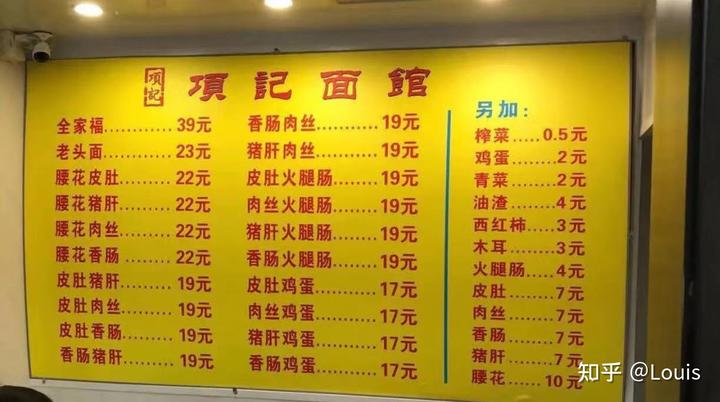 項記
項記面館
全家福............39元
老头面............23元
腰花皮肚.........22元
腰花猪肝.........22元
腰花肉丝.........22元
腰花香肠.........22元
皮肚猪肝.........19元
皮肚肉丝.........19元
皮肚香肠.........19元
香肠猪肝.........19元
香肠肉丝............19元
猪肝肉丝............19元
皮肚火腿肠.........19元
肉丝火腿肠.........19元
猪肝火腿肠.........19元
香肠火腿肠.........19元
皮肚鸡蛋............17元
肉丝鸡蛋............17元
猪肝鸡蛋............17元
香肠鸡蛋............17元
另加：
榨菜.....0.5元
鸡蛋........2元
青菜........2元
油渣........4元
西红柿.....3元
木耳........3元
火腿肠.....4元
皮肚........7元
肉丝........7元
香肠........7元
猪肝........7元
腰花.....10元
知乎 @Louis